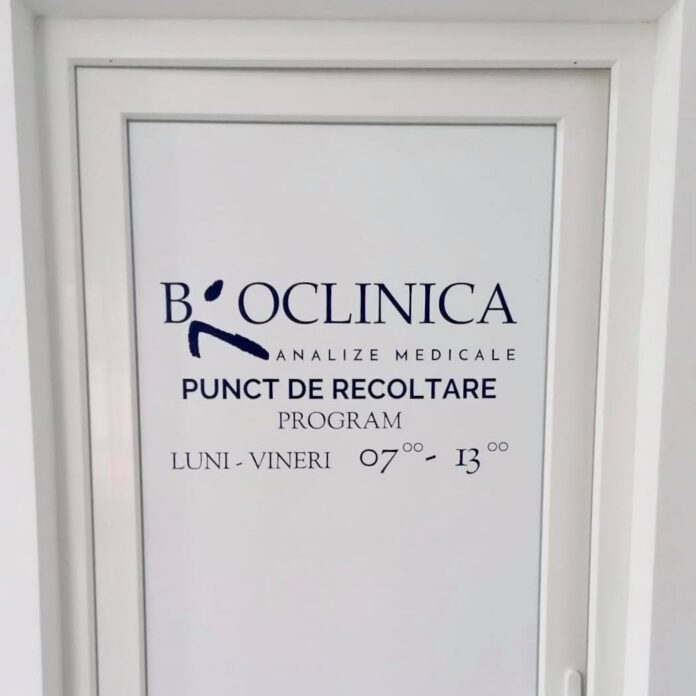 BIOCLINICA
ANALIZE MEDICALE
PUNCT DE RECOLTARE
PROGRAM
LUNI - VINERI 07⁰⁰ - 13⁰⁰